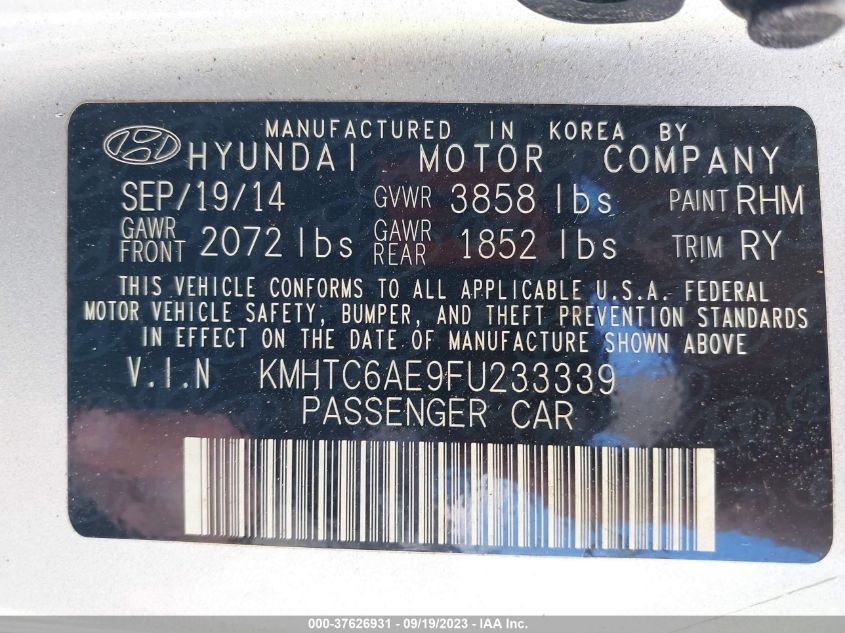 MANUFACTURED IN KOREA BY
HYUNDAI MOTOR COMPANY
SEP/19/14 GVWR 3858 lbs PAINT RHM
GAWR FRONT 2072 lbs GAWR REAR 1852 lbs TRIM RY
THIS VEHICLE CONFORMS TO ALL APPLICABLE U.S.A. FEDERAL
MOTOR VEHICLE SAFETY, BUMPER, AND THEFT PREVENTION STANDARDS
IN EFFECT ON THE DATE OF MANUFACTURE SHOWN ABOVE
V.I.N KMHTC6AE9FU233339
PASSENGER CAR
000-37626931 - 09/19/2023 - IAA Inc.